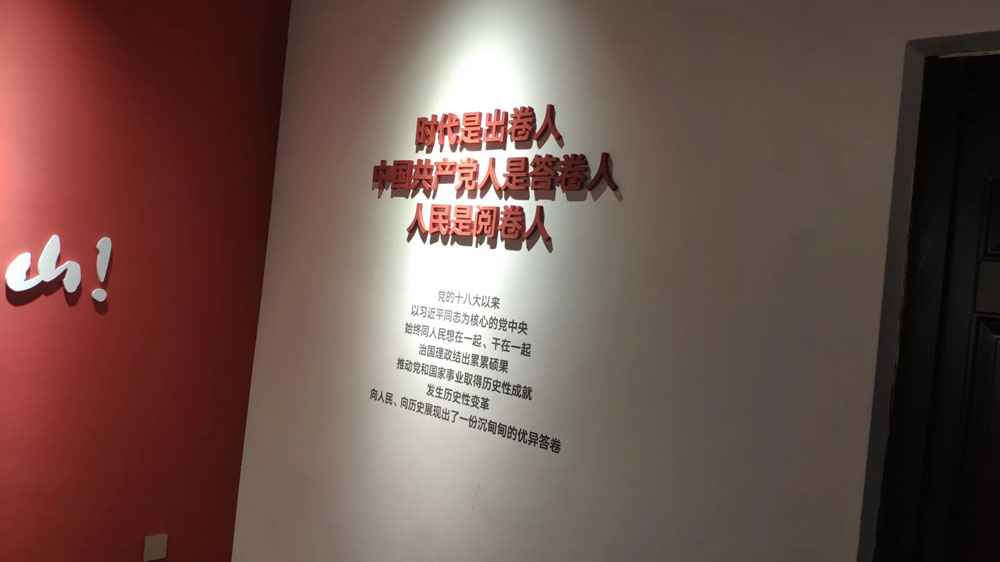 山!
时代是出卷人
中国共产党人是答卷人
人民是阅卷人
党的十八大以来
以习近平同志为核心的党中央
始终同人民想在一起、干在一起
治国理政结出累累硕果
推动党和国家事业取得历史性成就
发生历史性变革
向人民、向历史展现出了一份沉甸甸的优异答卷